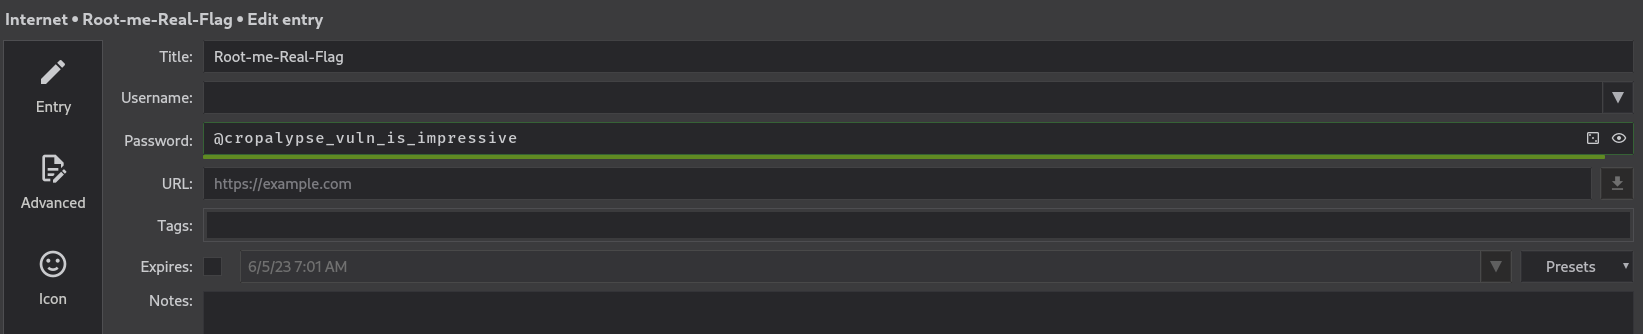 Internet • Root-me-Real-Flag • Edit entry
Entry
Advanced
Icon
Title: Root-me-Real-Flag
Username:
Password: @cropalypse_vuln_is_impressive
URL: https://example.com
Tags:
Expires: 6/5/23 7:01 AM Presets
Notes: